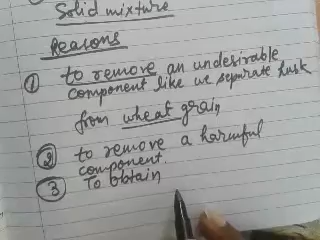 Solid mixture
Reasons
① to remove an undesirable
component like we separate husk
from wheat grain
② to remove a harmful
component.
③ To obtain